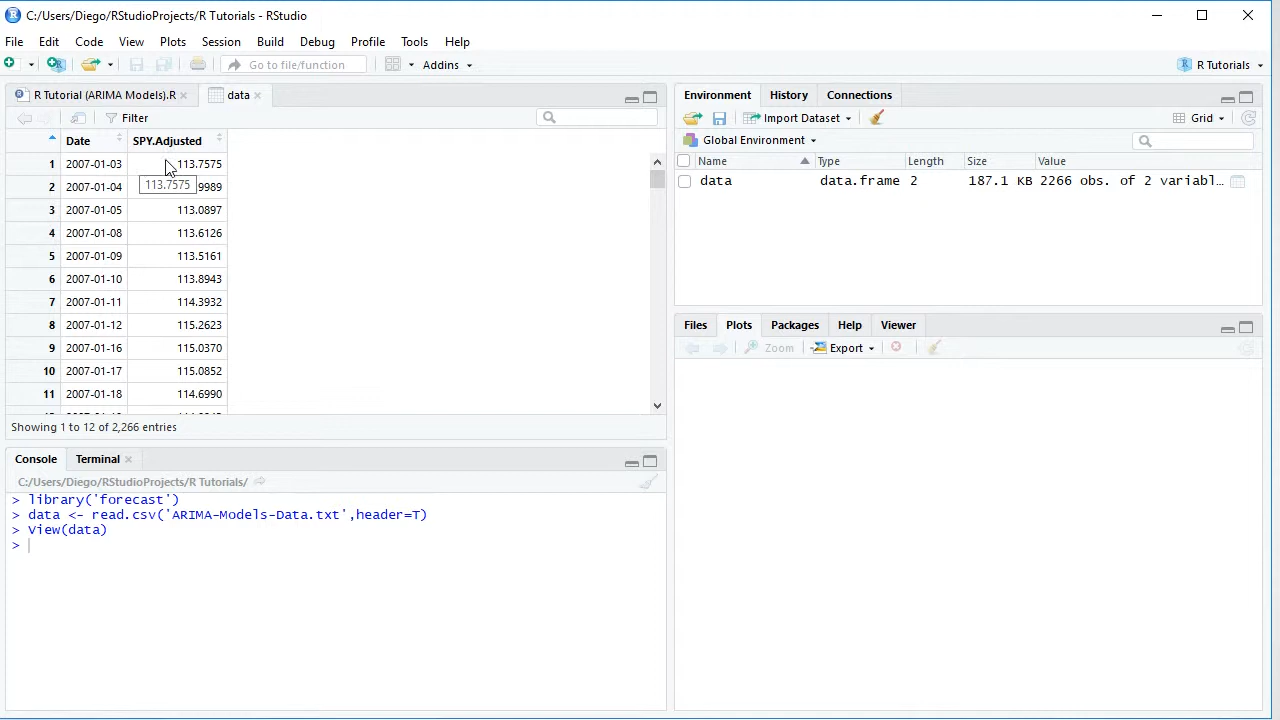 C:/Users/Diego/RStudioProjects/R Tutorials - RStudio
File Edit Code View Plots Session Build Debug Profile Tools Help
Go to file/function Addins R Tutorials
R Tutorial (ARIMA Models).R data
Filter
Date SPY.Adjusted
1 2007-01-03 113.7575
2 2007-01-04 9989
113.7575
3 2007-01-05 113.0897
4 2007-01-08 113.6126
5 2007-01-09 113.5161
6 2007-01-10 113.8943
7 2007-01-11 114.3932
8 2007-01-12 115.2623
9 2007-01-16 115.0370
10 2007-01-17 115.0852
11 2007-01-18 114.6990
Showing 1 to 12 of 2,266 entries
Console Terminal
C:/Users/Diego/RStudioProjects/R Tutorials/
> library('forecast')
> data <- read.csv('ARIMA-Models-Data.txt',header=T)
> View(data)
>
Environment History Connections
Import Dataset Grid
Global Environment
Name Type Length Size Value
data data.frame 2 187.1 KB 2266 obs. of 2 variabl...
Files Plots Packages Help Viewer
Zoom Export